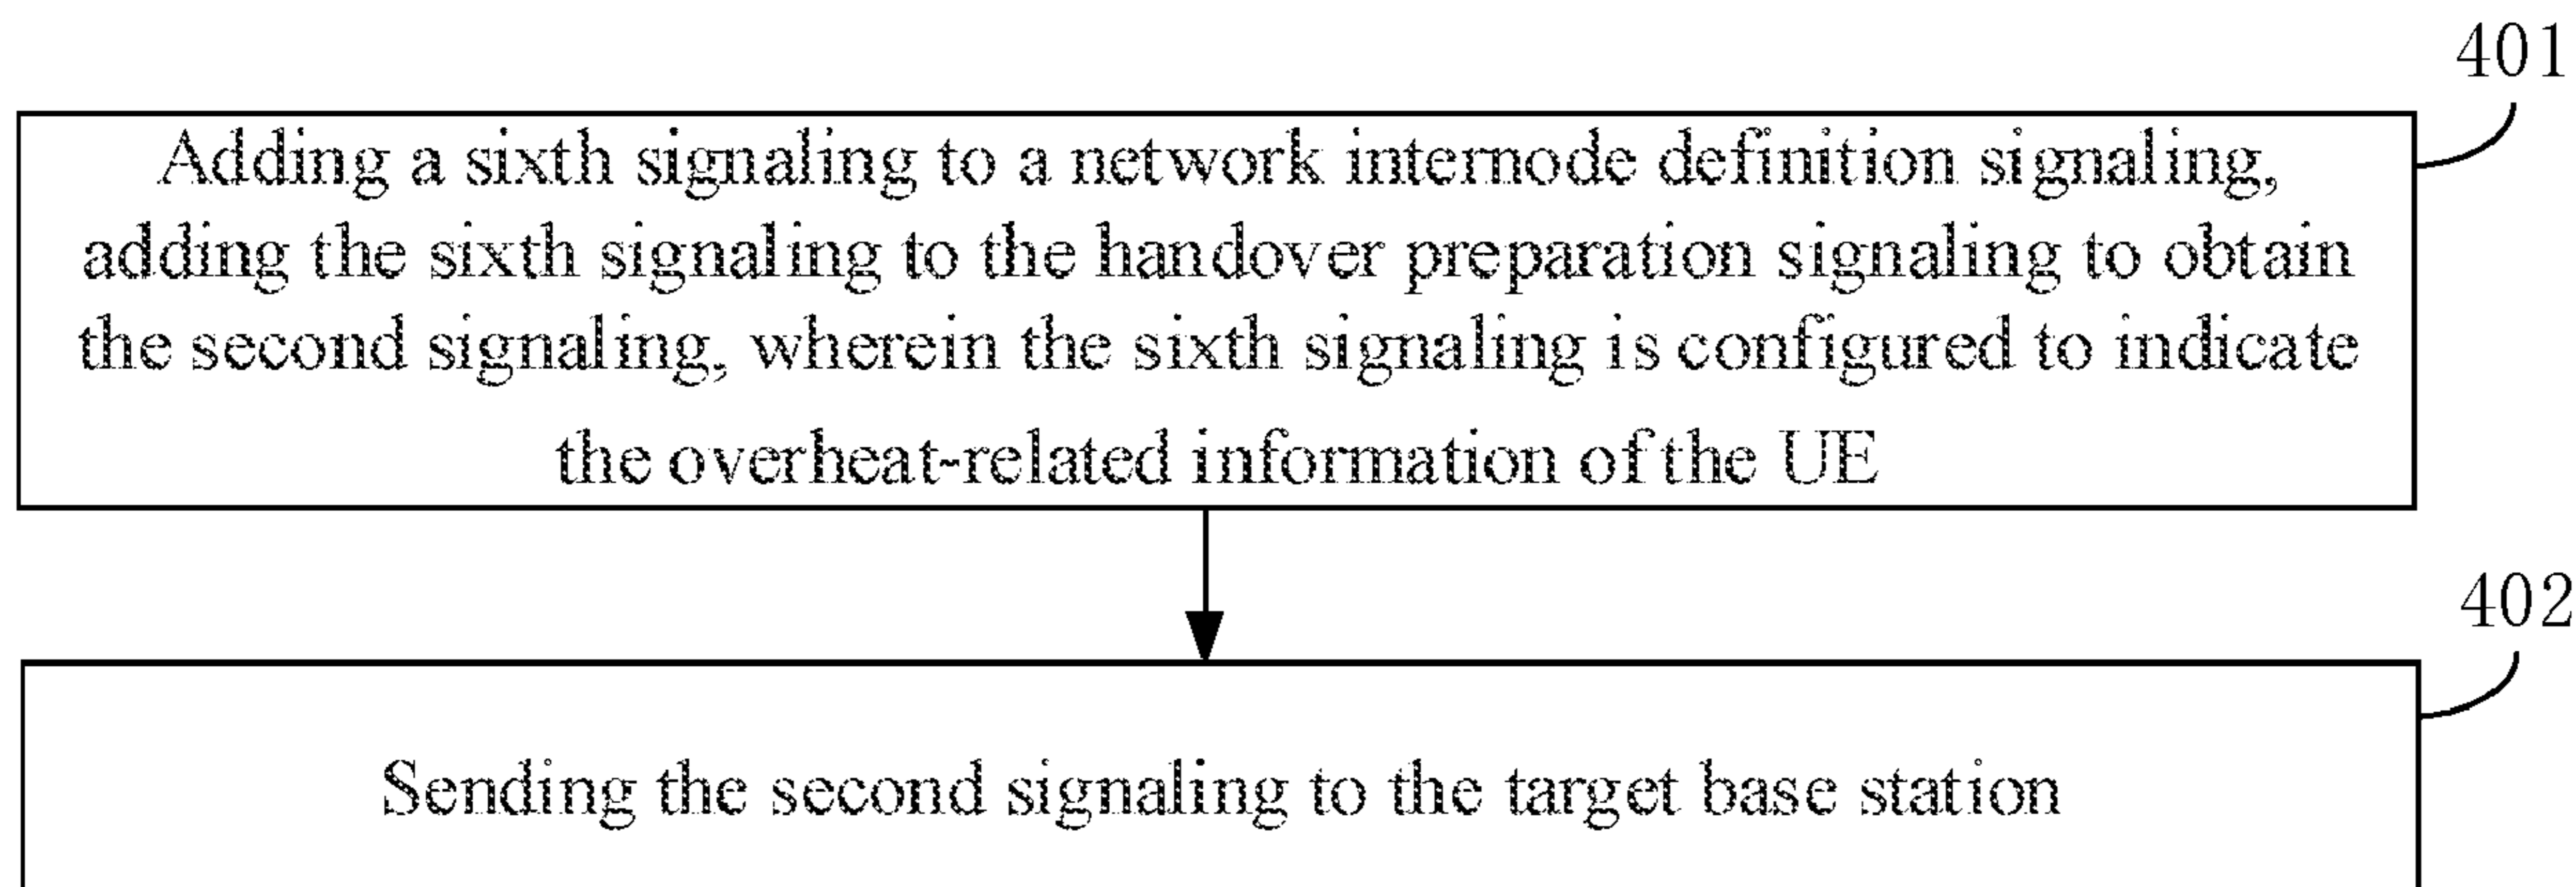 401
Adding a sixth signaling to a network internode definition signaling,
adding the sixth signaling to the handover preparation signaling to obtain
the second signaling, wherein the sixth signaling is configured to indicate
the overheat-related information of the UE
402
Sending the second signaling to the target base station